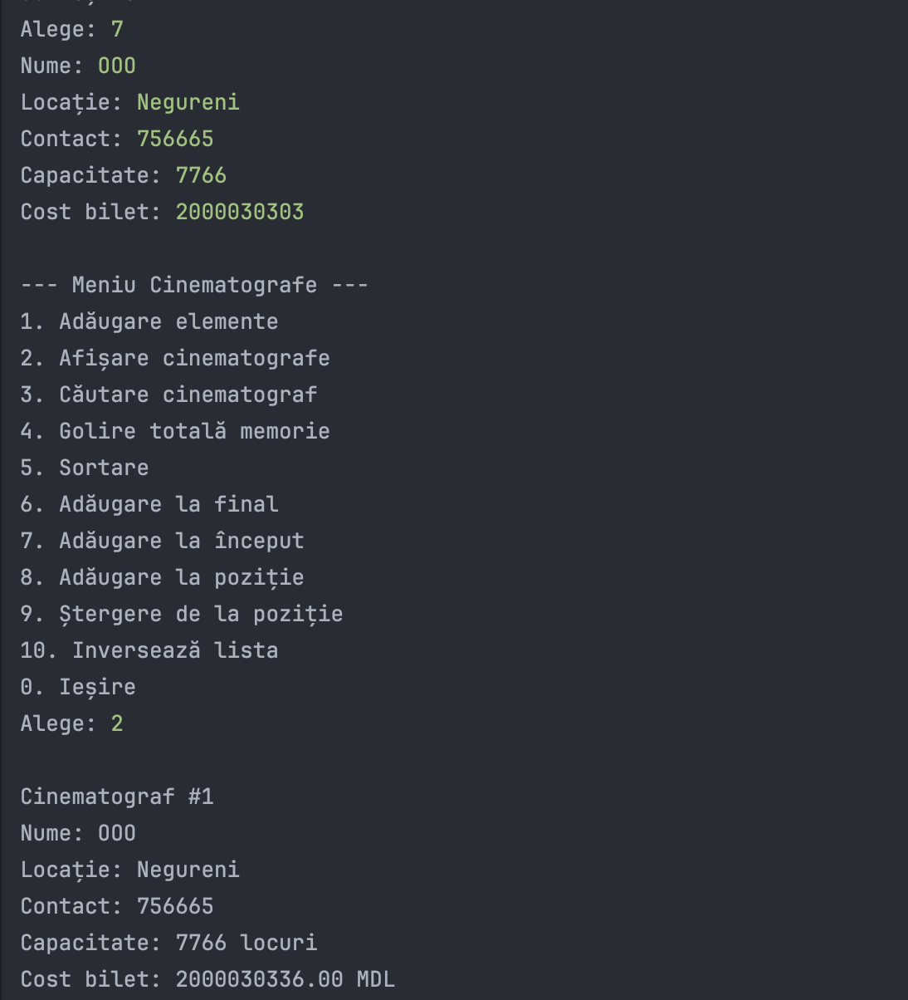 Alege: 7
Nume: OOO
Locație: Negureni
Contact: 756665
Capacitate: 7766
Cost bilet: 2000030303
--- Meniu Cinematografe ---
1. Adăugare elemente
2. Afișare cinematografe
3. Căutare cinematograf
4. Golire totală memorie
5. Sortare
6. Adăugare la final
7. Adăugare la început
8. Adăugare la poziție
9. Ștergere de la poziție
10. Inversează lista
0. Ieșire
Alege: 2
Cinematograf #1
Nume: OOO
Locație: Negureni
Contact: 756665
Capacitate: 7766 locuri
Cost bilet: 2000030336.00 MDL